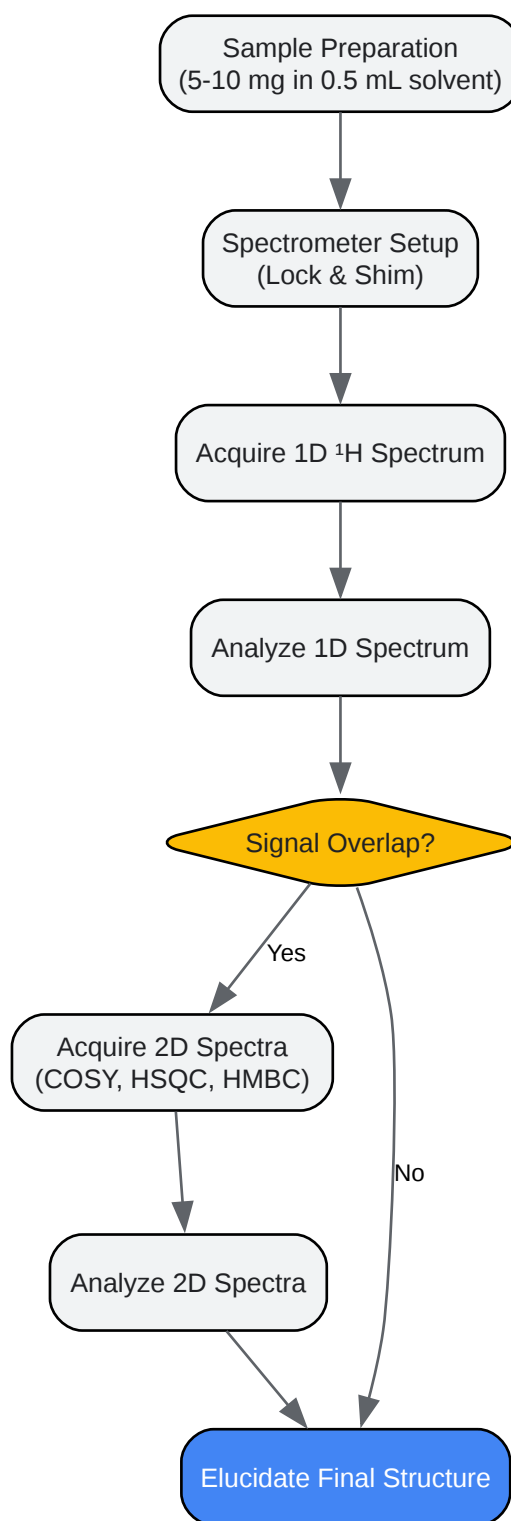 Sample Preparation
(5-10 mg in 0.5 mL solvent)
Spectrometer Setup
(Lock & Shim)
Acquire 1D ¹H Spectrum
Analyze 1D Spectrum
Signal Overlap?
Yes
Acquire 2D Spectra
(COSY, HSQC, HMBC)
No
Analyze 2D Spectra
Elucidate Final Structure